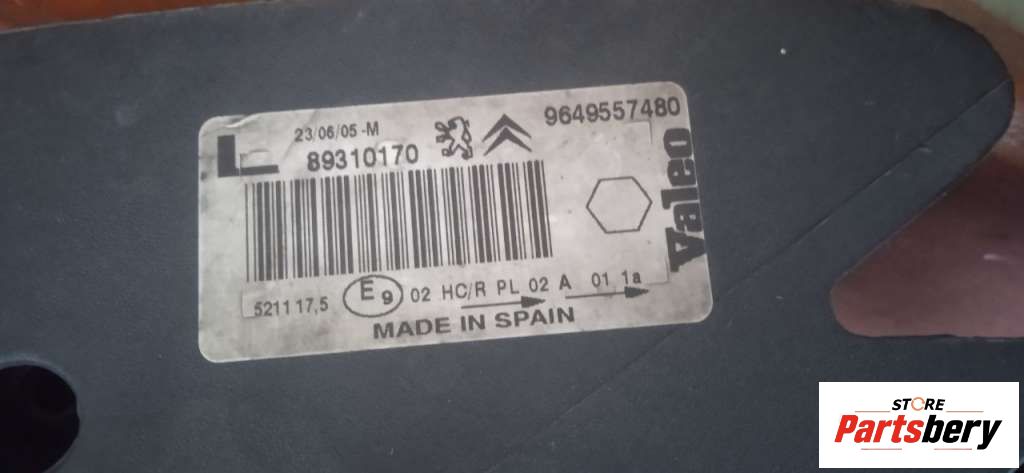 L
23/06/05 -M
89310170
9649557480
Valeo
5211 17,5
E9 02 HC/R PL 02 A 01 1a
MADE IN SPAIN
STORE
Partsbery